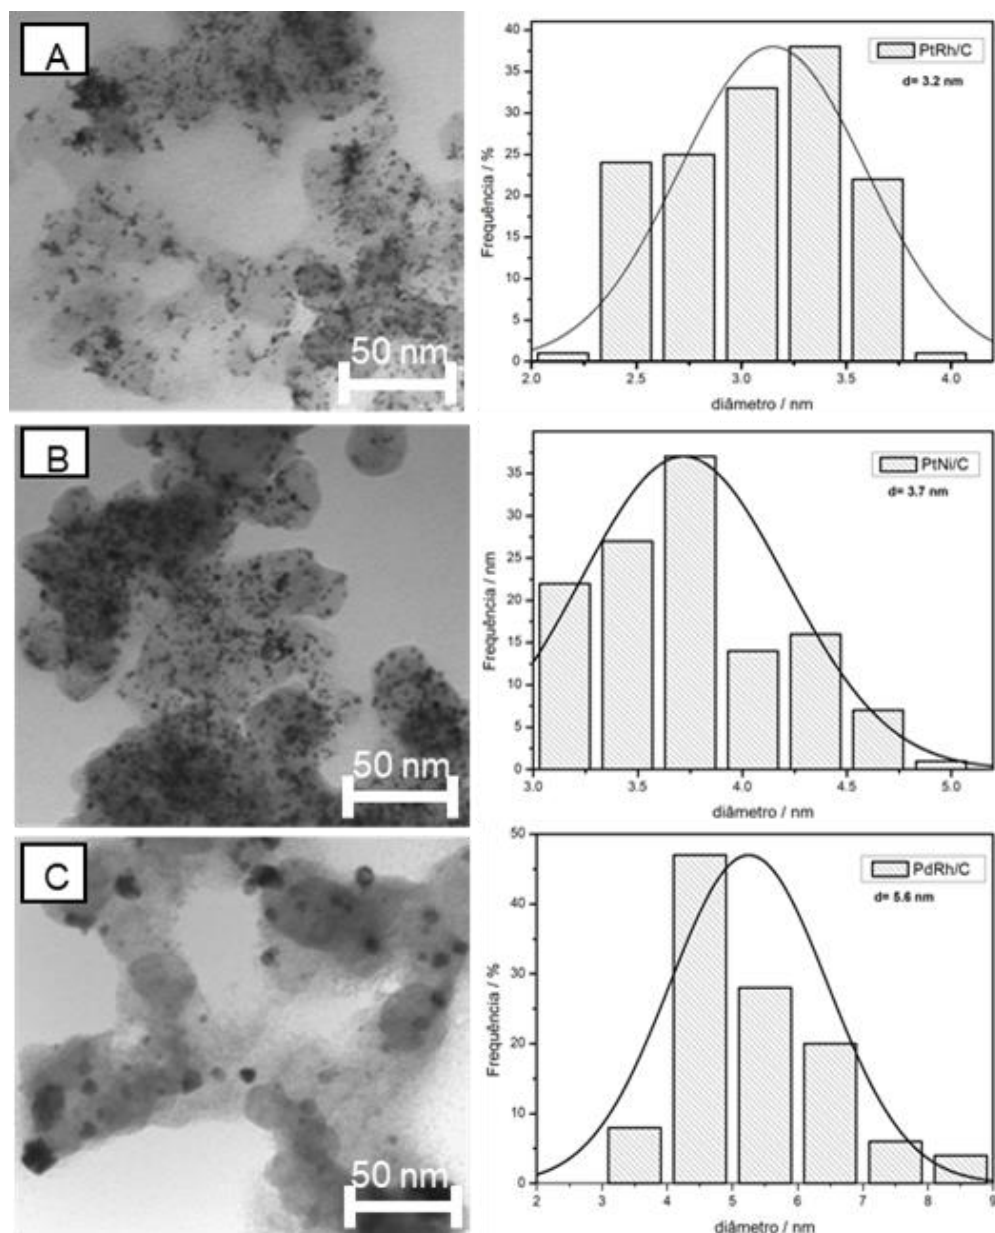 A
50 nm
40
35
30
25
20
15
10
5
0
Frequência / %
PtRh/C
d= 3.2 nm
2.0 2.5 3.0 3.5 4.0
diâmetro / nm
B
50 nm
35
30
25
20
15
10
5
0
Frequência / nm
PtNi/C
d= 3.7 nm
3.0 3.5 4.0 4.5 5.0
diâmetro / nm
C
50 nm
50
40
30
20
10
0
Frequência / %
PdRh/C
d= 5.6 nm
2 3 4 5 6 7 8 9
diâmetro / nm